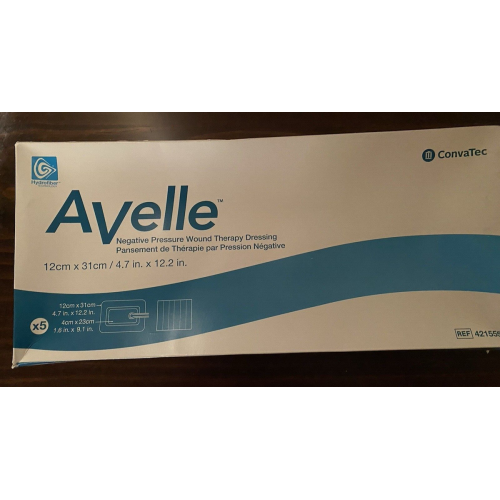 Hydrofiber™
ConvaTec
Avelle™
Negative Pressure Wound Therapy Dressing
Pansement de Thérapie par Pression Négative
12cm x 31cm / 4.7 in. x 12.2 in.
12cm x 31cm
4.7 in. x 12.2 in.
4cm x 23cm
1.6 in. x 9.1 in.
x5
REF